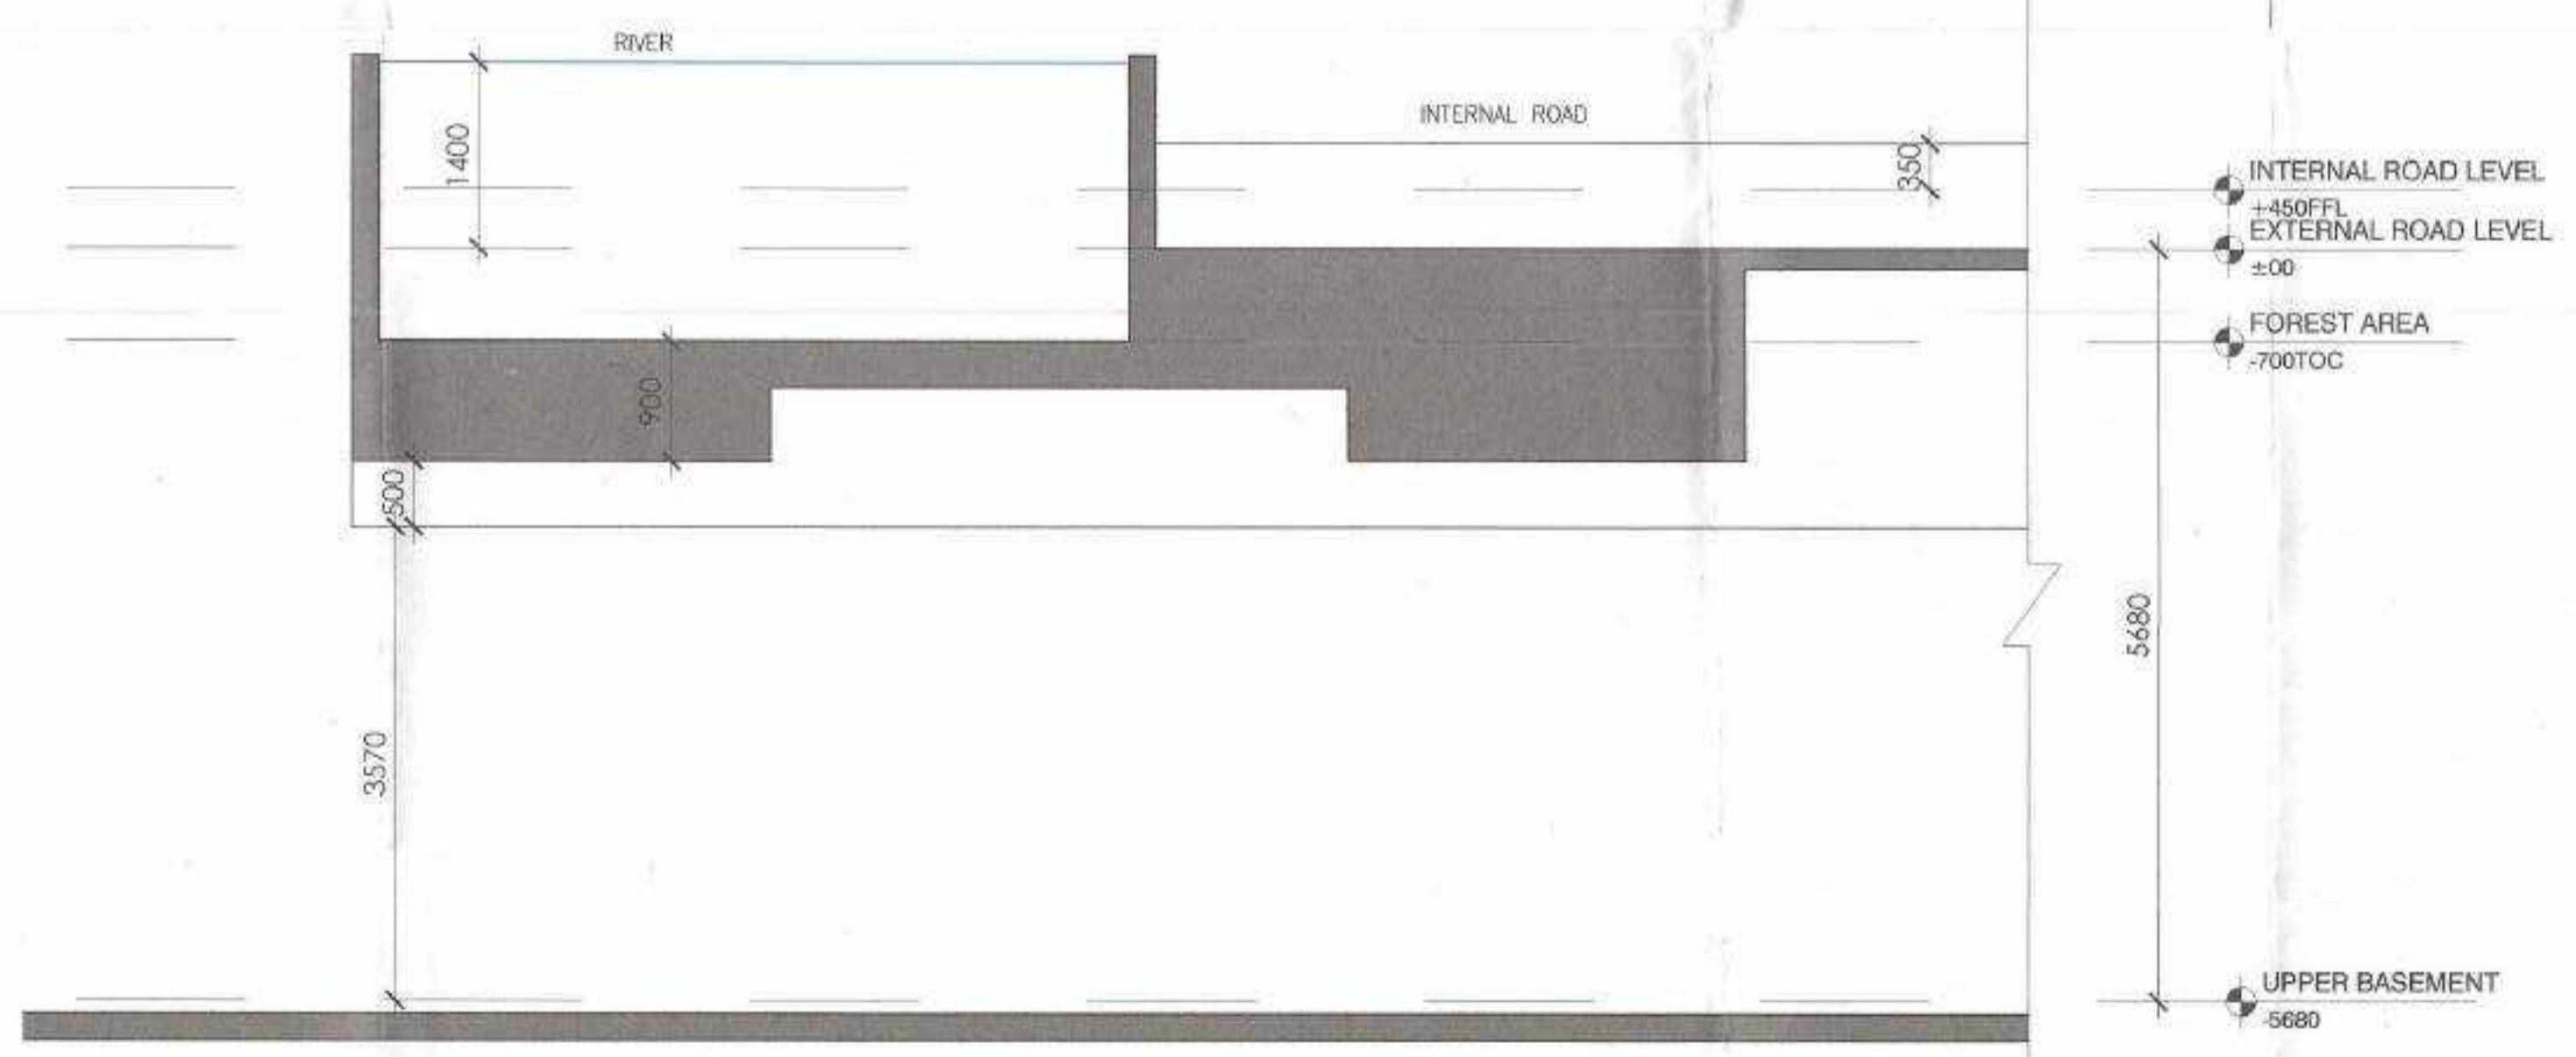 RIVER
1400
INTERNAL ROAD
350
INTERNAL ROAD LEVEL
+450FFL
EXTERNAL ROAD LEVEL
±00
FOREST AREA
-700TOC
900
500
5680
3570
UPPER BASEMENT
-5680